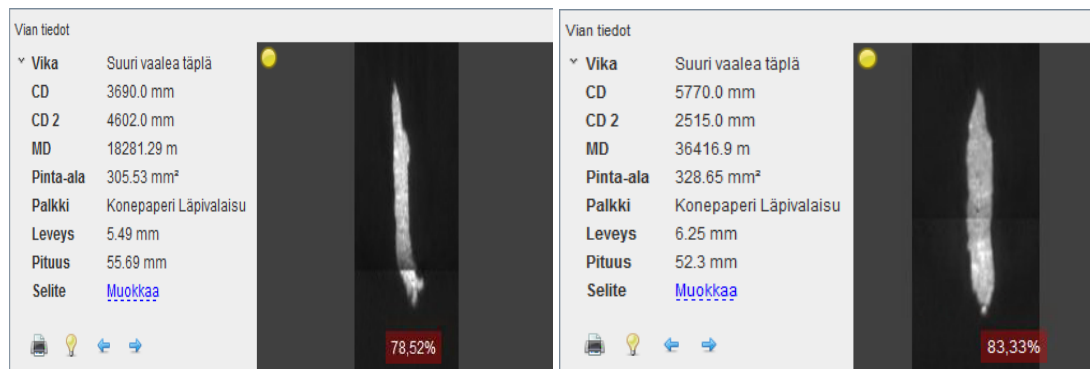 Vian tiedot
Vika Suuri vaalea täplä
CD 3690.0 mm
CD 2 4602.0 mm
MD 18281.29 m
Pinta-ala 305.53 mm²
Palkki Konepaperi Läpivalaisu
Leveys 5.49 mm
Pituus 55.69 mm
Selite Muokkaa
78,52%
Vian tiedot
Vika Suuri vaalea täplä
CD 5770.0 mm
CD 2 2515.0 mm
MD 36416.9 m
Pinta-ala 328.65 mm²
Palkki Konepaperi Läpivalaisu
Leveys 6.25 mm
Pituus 52.3 mm
Selite Muokkaa
83,33%